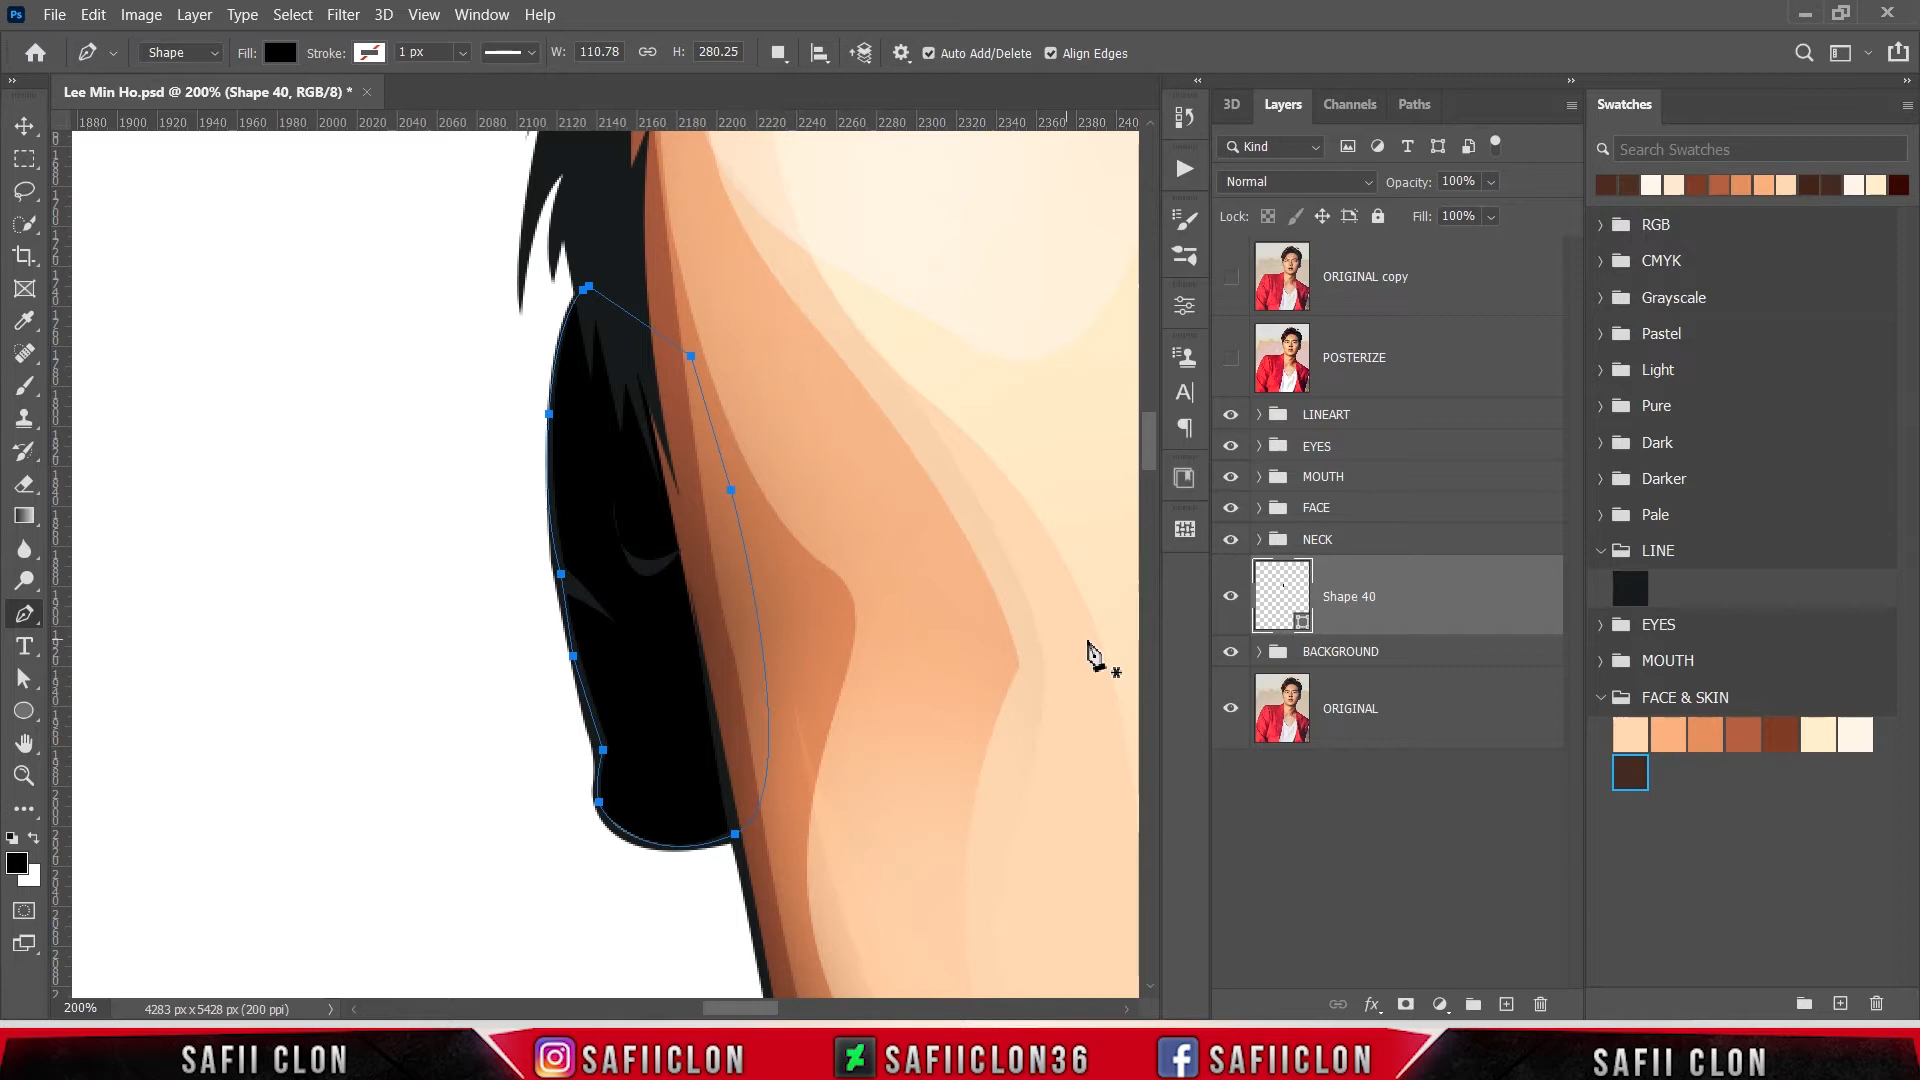 Ps File Edit Image Layer Type Select Filter 3D View Window Help
Shape Fill: Stroke: 1 px W: 110.78 H: 280.25 Auto Add/Delete Align Edges
Lee Min Ho.psd @ 200% (Shape 40, RGB/8) *
1880 1900 1920 1940 1960 1980 2000 2020 2040 2060 2080 2100 2120 2140 2160 2180 2200 2220 2240 2260 2280 2300 2320 2340 2360 2380 240
3D Layers Channels Paths
Kind
Normal Opacity: 100%
Lock: Fill: 100%
ORIGINAL copy
POSTERIZE
LINEART
EYES
MOUTH
FACE
NECK
Shape 40
BACKGROUND
ORIGINAL
Swatches
Search Swatches
RGB
CMYK
Grayscale
Pastel
Light
Pure
Dark
Darker
Pale
LINE
EYES
MOUTH
FACE & SKIN
200% 4283 px x 5428 px (200 ppi)
SAFII CLON SAFIICLON SAFIICLON36 SAFIICLON SAFII CLON